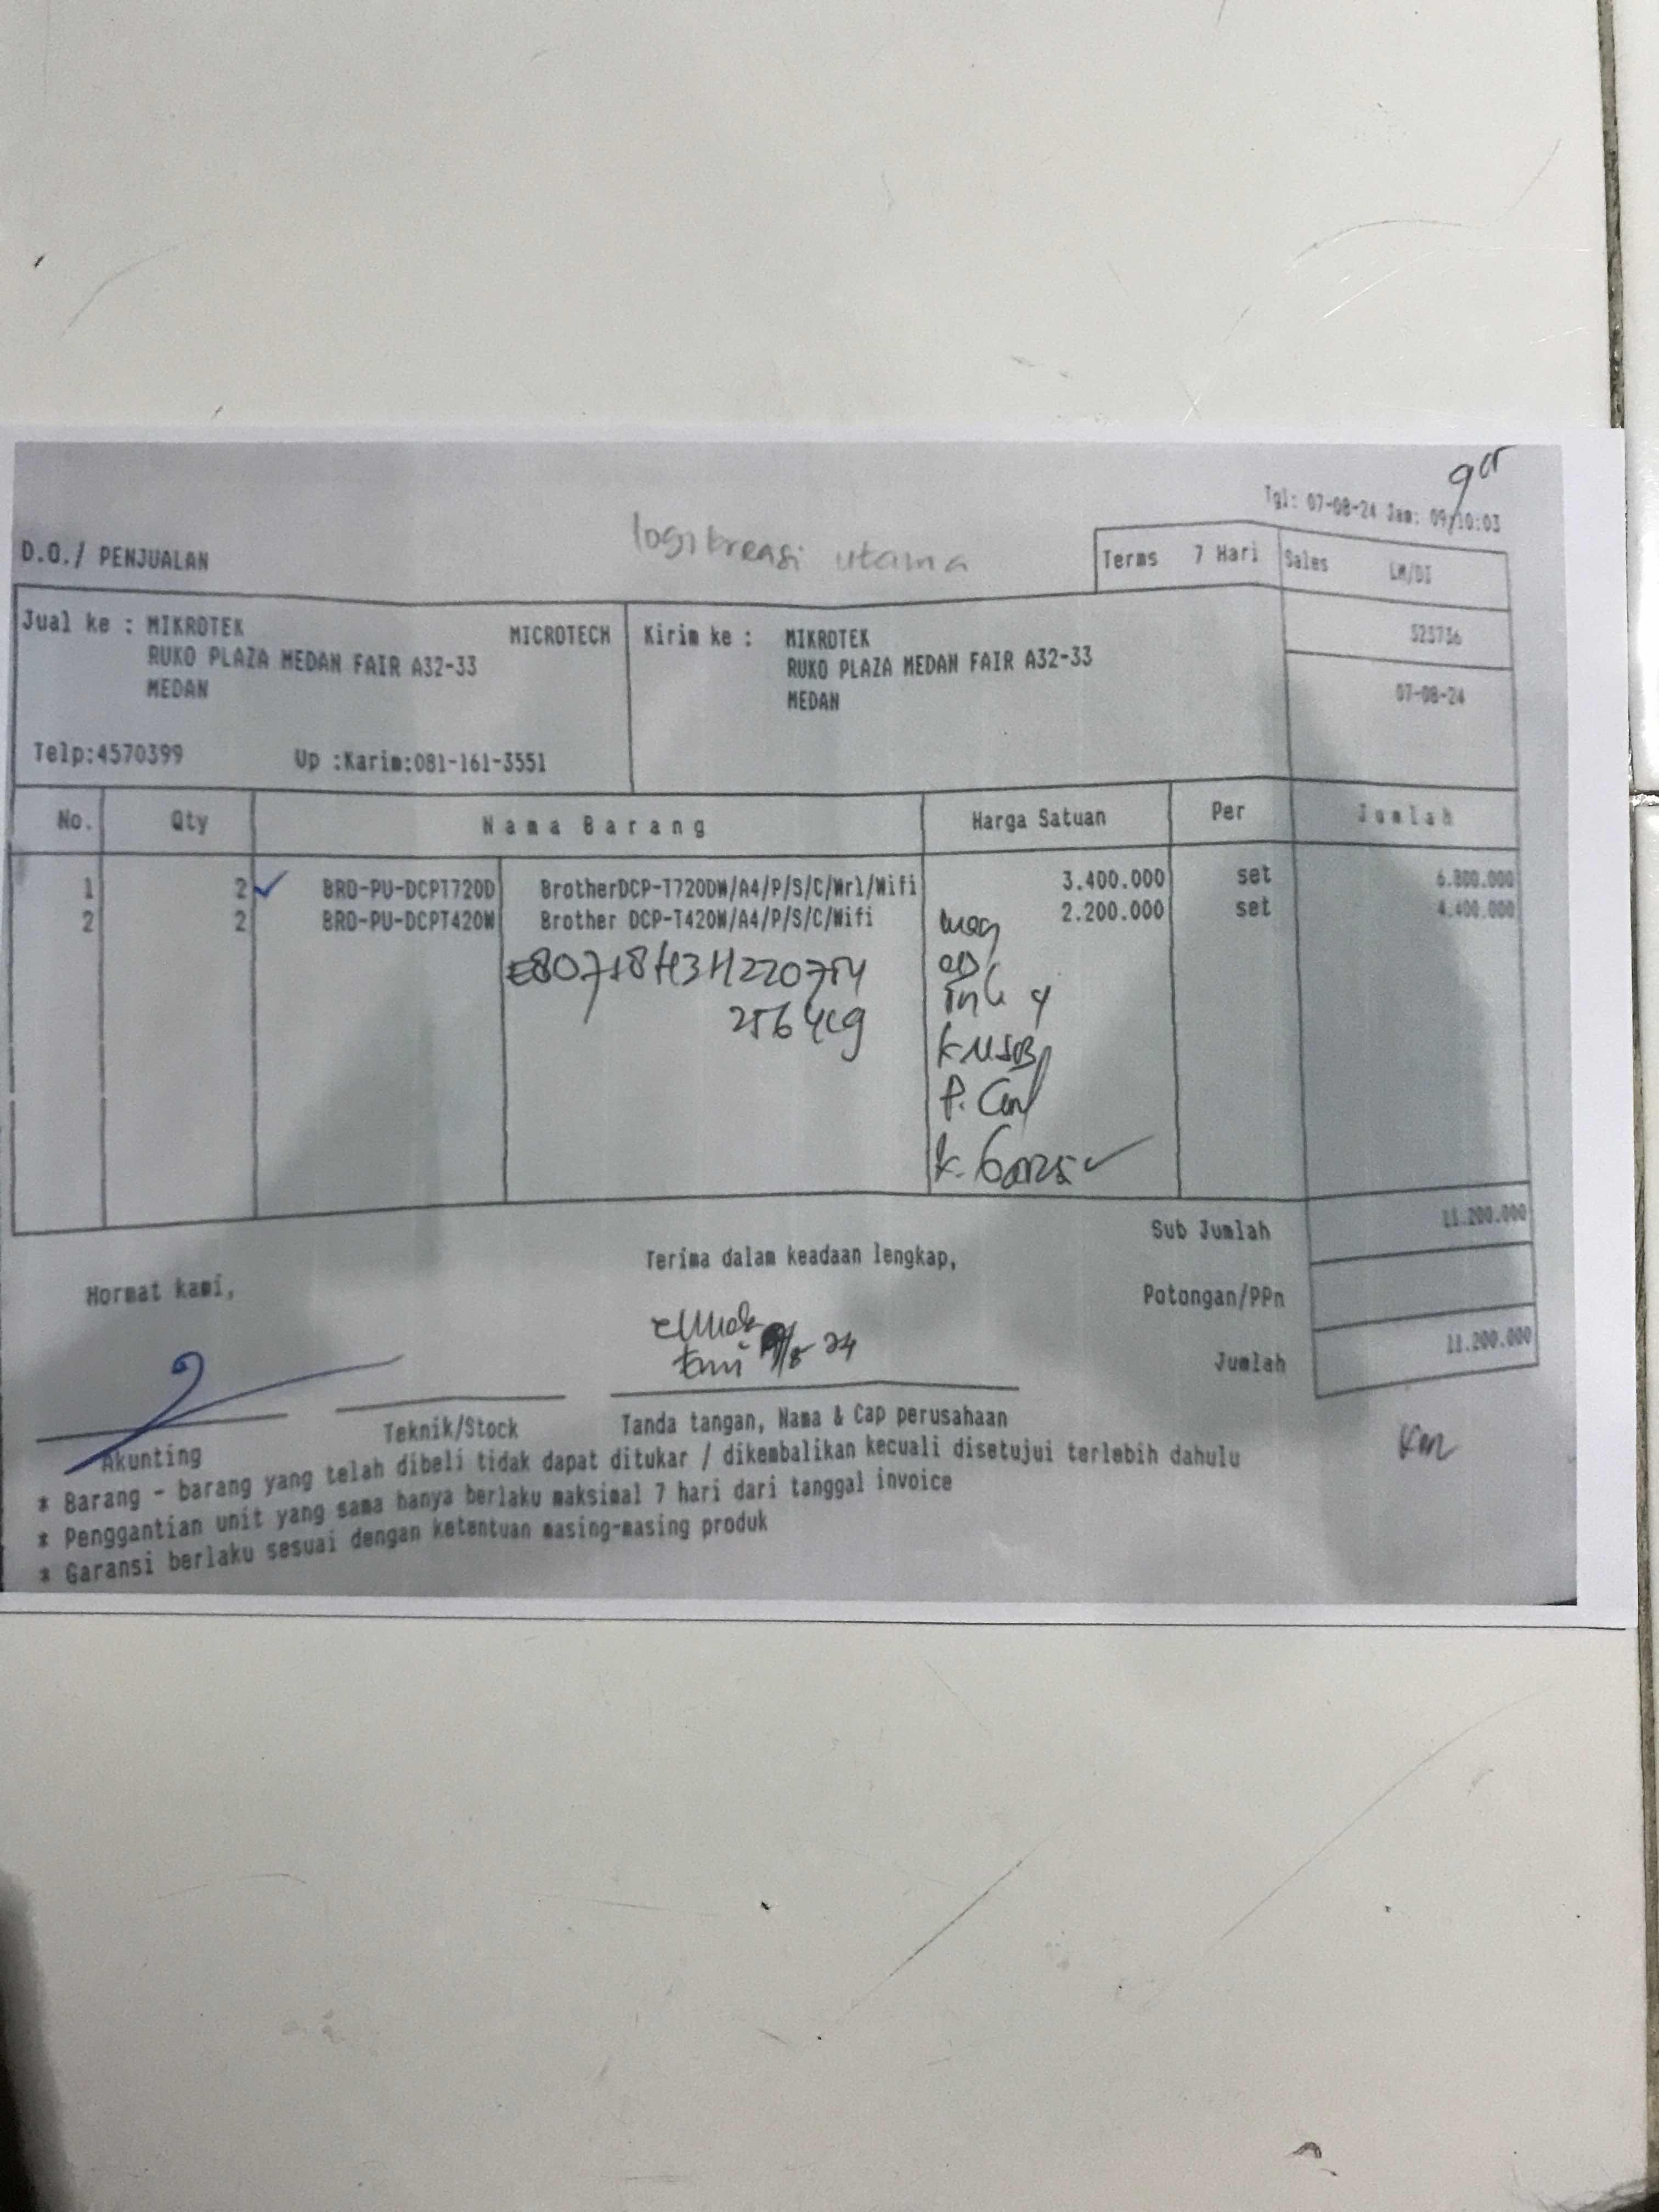 Tgl: 07-08-24 Jam: 09/10:03
logikreasi utama
D.O./ PENJUALAN
Terms 7 Hari Sales LM/DI
Jual ke : MIKROTEK MICROTECH Kirim ke : MIKROTEK
RUKO PLAZA MEDAN FAIR A32-33 RUKO PLAZA MEDAN FAIR A32-33
MEDAN MEDAN
07-08-24
Telp:4570399 Up :Karim:081-161-3551
No. Qty Nama Barang Harga Satuan Per Jumlah
1 2 BRO-PU-DCPT720D BrotherDCP-T720DW/A4/P/S/C/Wrl/Wifi 3.400.000 set 6.800.000
2 2 BRO-PU-DCPT420W Brother DCP-T420W/A4/P/S/C/Wifi 2.200.000 set 4.400.000
K USB
Sub Jumlah 11.200.000
Terima dalam keadaan lengkap,
Hormat kami,
Potongan/PPn
Jumlah 11.200.000
Akunting Teknik/Stock Tanda tangan, Nama & Cap perusahaan
* Barang - barang yang telah dibeli tidak dapat ditukar / dikembalikan kecuali disetujui terlebih dahulu
* Penggantian unit yang sama hanya berlaku maksimal 7 hari dari tanggal invoice
* Garansi berlaku sesuai dengan ketentuan masing-masing produk